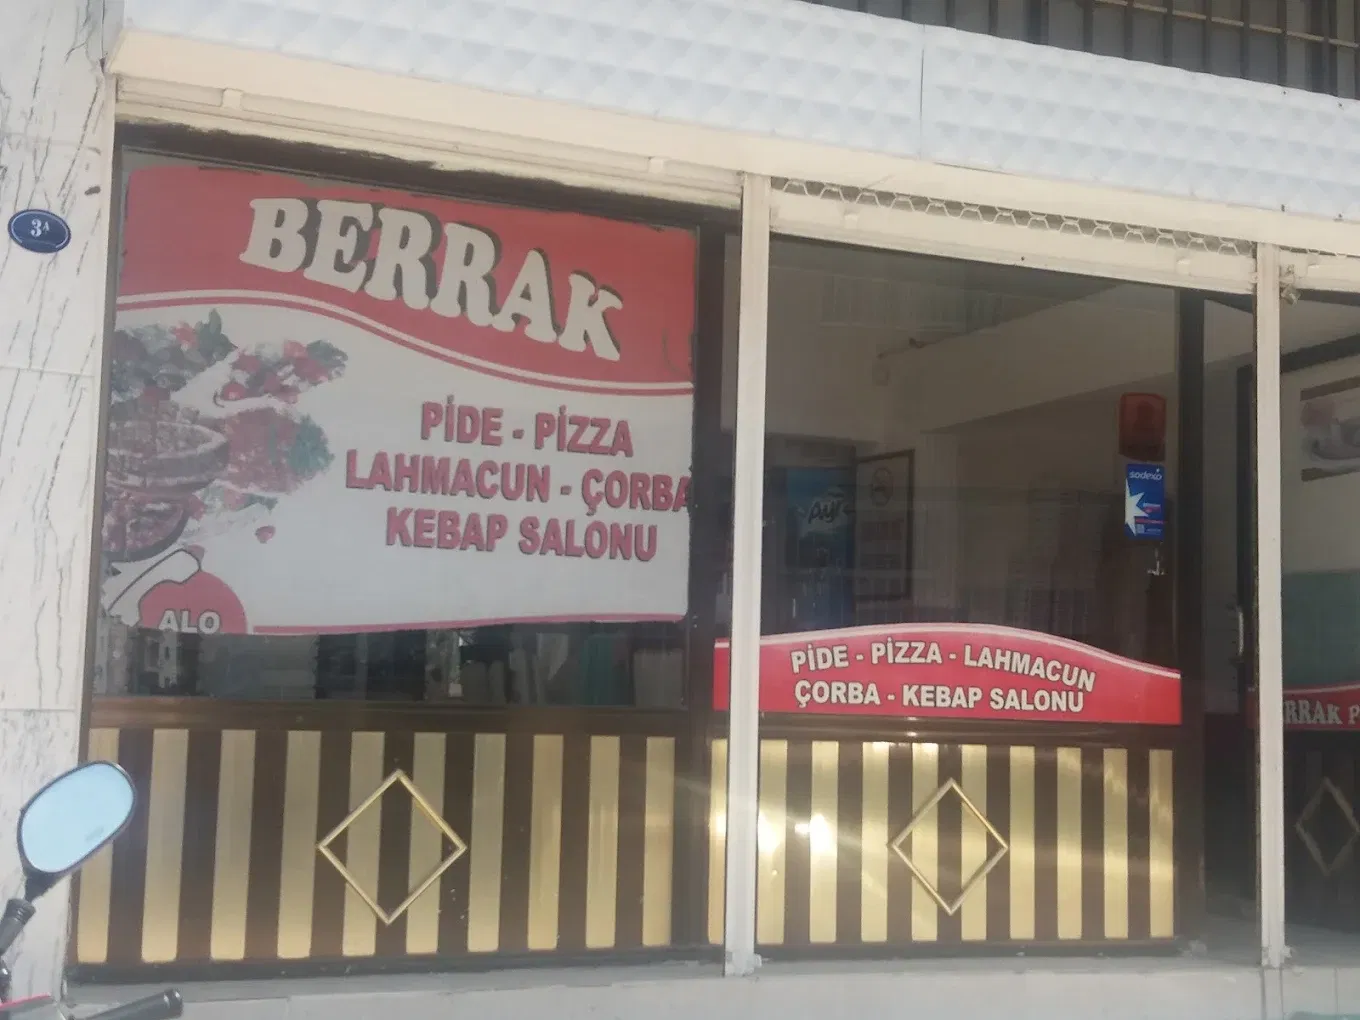 3A
BERRAK
PİDE - PİZZA
LAHMACUN - ÇORBA
KEBAP SALONU
ALO
sodexo
PİDE - PİZZA - LAHMACUN
ÇORBA - KEBAP SALONU
RRAK P